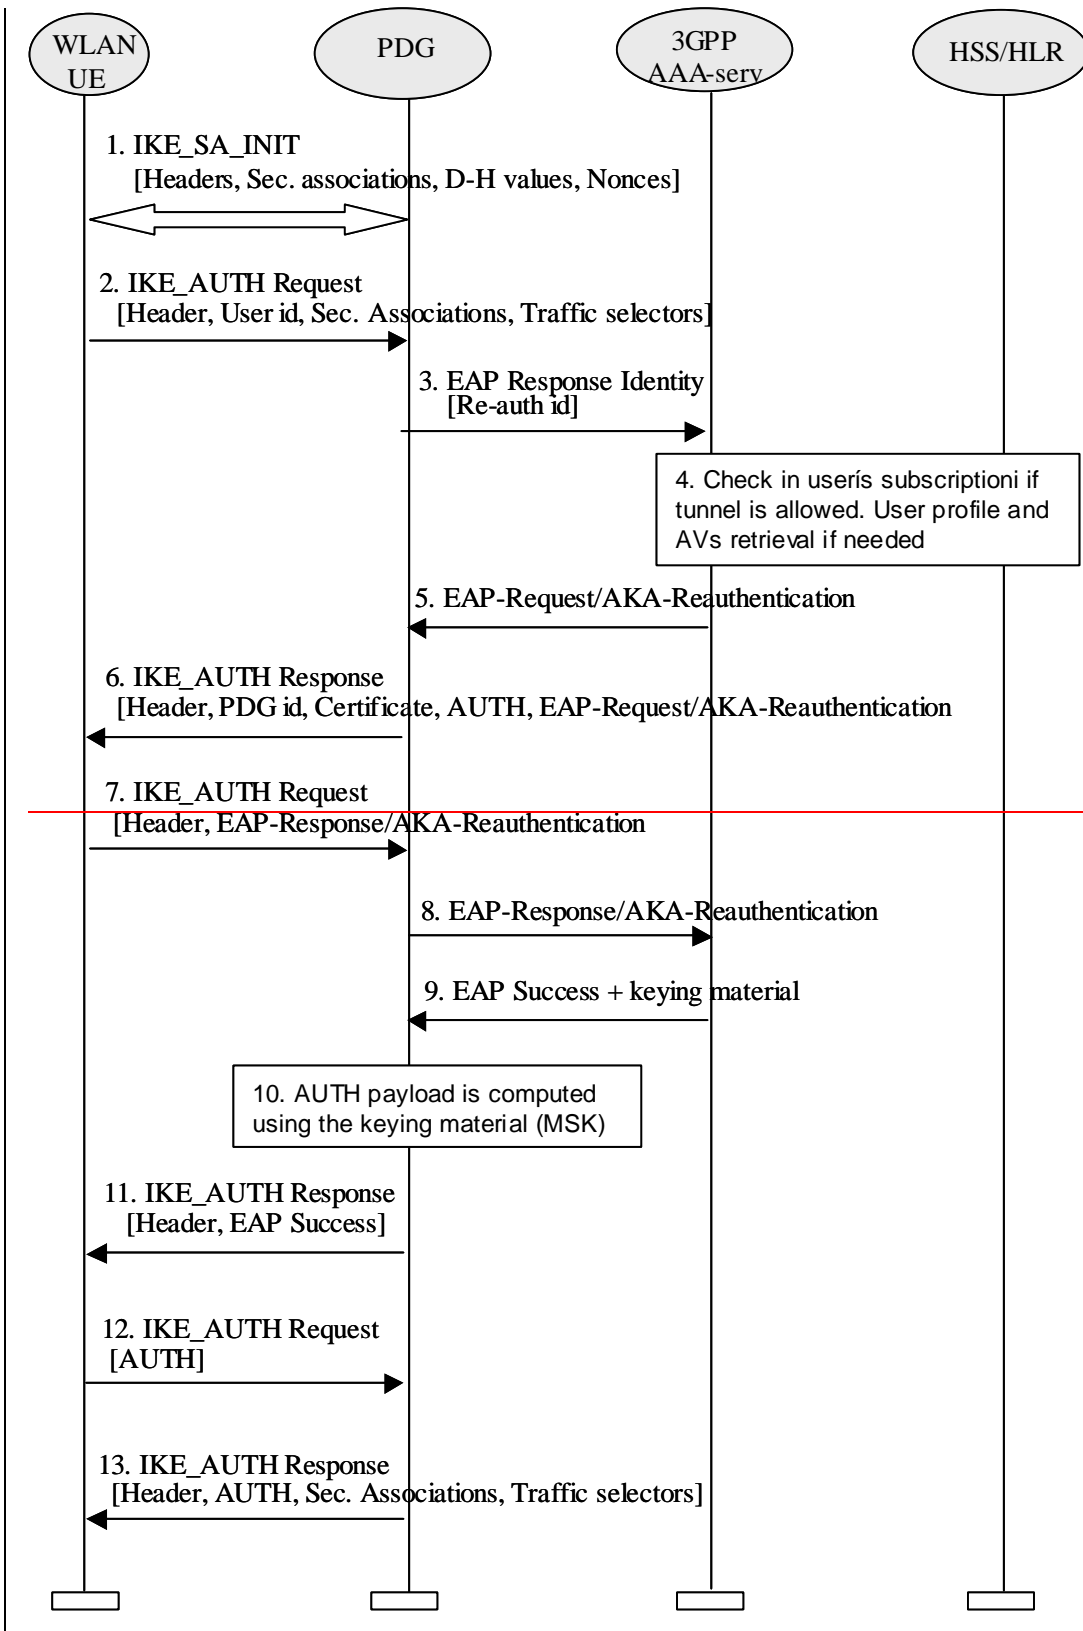 WLAN
UE
PDG
3GPP
AAA-serv
HSS/HLR
1. IKE_SA_INIT
[Headers, Sec. associations, D-H values, Nonces]
2. IKE_AUTH Request
[Header, User id, Sec. Associations, Traffic selectors]
3. EAP Response Identity
[Re-auth id]
4. Check in userís subscriptioni if
tunnel is allowed. User profile and
AVs retrieval if needed
5. EAP-Request/AKA-Reauthentication
6. IKE_AUTH Response
[Header, PDG id, Certificate, AUTH, EAP-Request/AKA-Reauthentication
7. IKE_AUTH Request
[Header, EAP-Response/AKA-Reauthentication
8. EAP-Response/AKA-Reauthentication
9. EAP Success + keying material
10. AUTH payload is computed
using the keying material (MSK)
11. IKE_AUTH Response
[Header, EAP Success]
12. IKE_AUTH Request
[AUTH]
13. IKE_AUTH Response
[Header, AUTH, Sec. Associations, Traffic selectors]